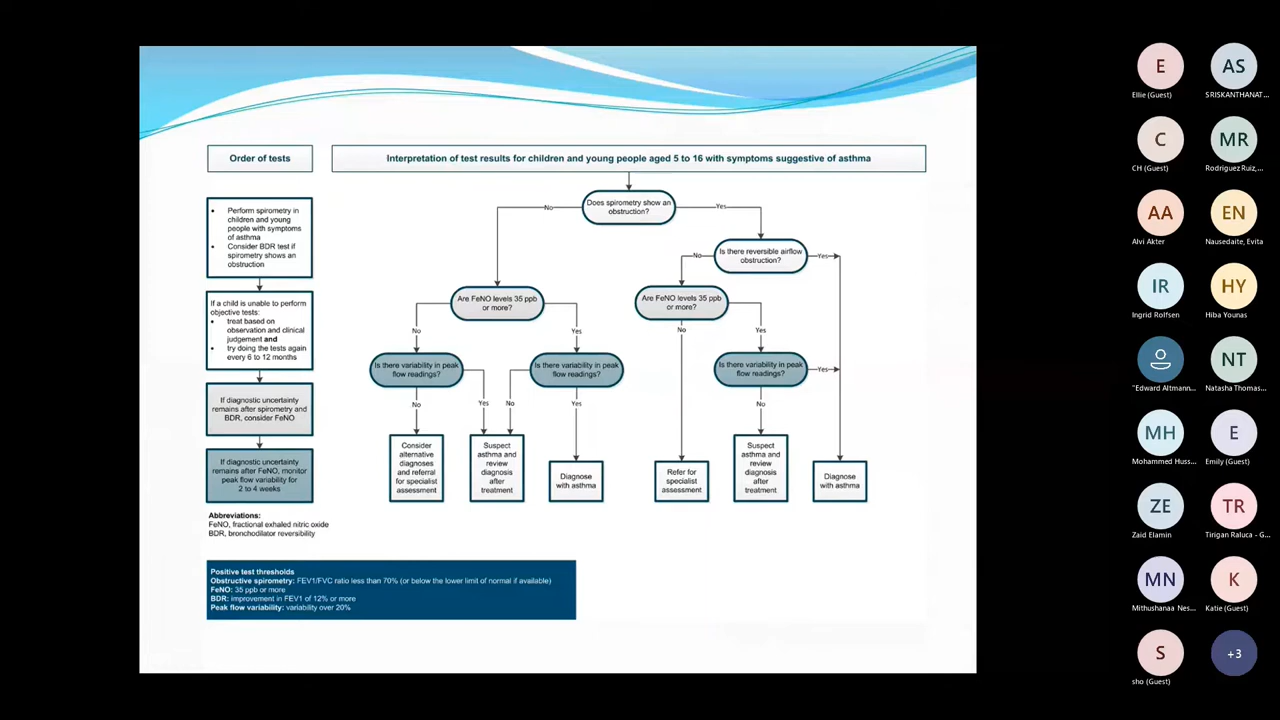 Order of tests
Interpretation of test results for children and young people aged 5 to 16 with symptoms suggestive of asthma
• Perform spirometry in
children and young
people with symptoms
of asthma
• Consider BDR test if
spirometry shows an
obstruction
If a child is unable to perform
objective tests:
• treat based on
observation and clinical
judgement and
• try doing the tests again
every 6 to 12 months
If diagnostic uncertainty
remains after spirometry and
BDR, consider FeNO
If diagnostic uncertainty
remains after FeNO, monitor
peak flow variability for
2 to 4 weeks
Abbreviations:
FeNO, fractional exhaled nitric oxide
BDR, bronchodilator reversibility
Does spirometry show an
obstruction?
No
Yes
Is there reversible airflow
obstruction?
No
Yes
Are FeNO levels 35 ppb
or more?
No
Yes
Are FeNO levels 35 ppb
or more?
No
Yes
Is there variability in peak
flow readings?
No
Yes
Is there variability in peak
flow readings?
No
Yes
Is there variability in peak
flow readings?
Yes
No
Consider
alternative
diagnoses
and referral
for specialist
assessment
Suspect
asthma and
review
diagnosis
after
treatment
Diagnose
with asthma
Refer for
specialist
assessment
Suspect
asthma and
review
diagnosis
after
treatment
Diagnose
with asthma
Positive test thresholds
Obstructive spirometry: FEV1/FVC ratio less than 70% (or below the lower limit of normal if available)
FeNO: 35 ppb or more
BDR: improvement in FEV1 of 12% or more
Peak flow variability: variability over 20%
E
Ellie (Guest)
AS
SRISKANTHANAT...
C
CH (Guest)
MR
Rodriguez Ruiz,...
AA
Alvi Akter
EN
Nausedaite, Evita
IR
Ingrid Rolfsen
HY
Hiba Younas
"Edward Altmann...
NT
Natasha Thomas...
MH
Mohammed Huss...
E
Emily (Guest)
ZE
Zaid Elamin
TR
Tirigan Raluca - G...
MN
Mithushanaa Nes...
K
Katie (Guest)
S
sho (Guest)
+3